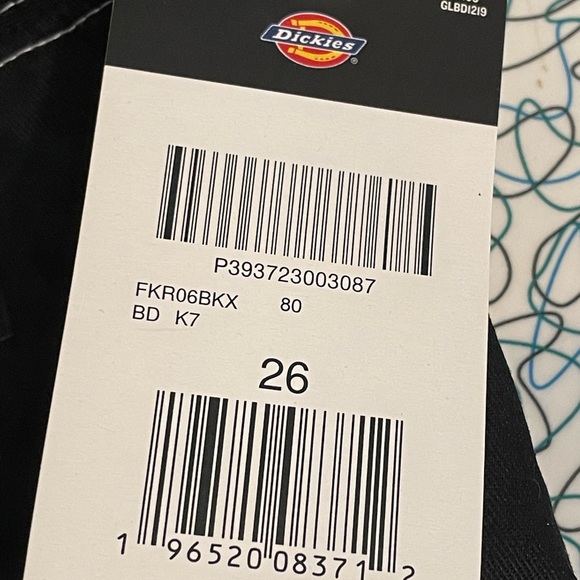 GLBD1219
Dickies
®
P393723003087
FKR06BKX 80
BD K7
26
1 96520 08371 2